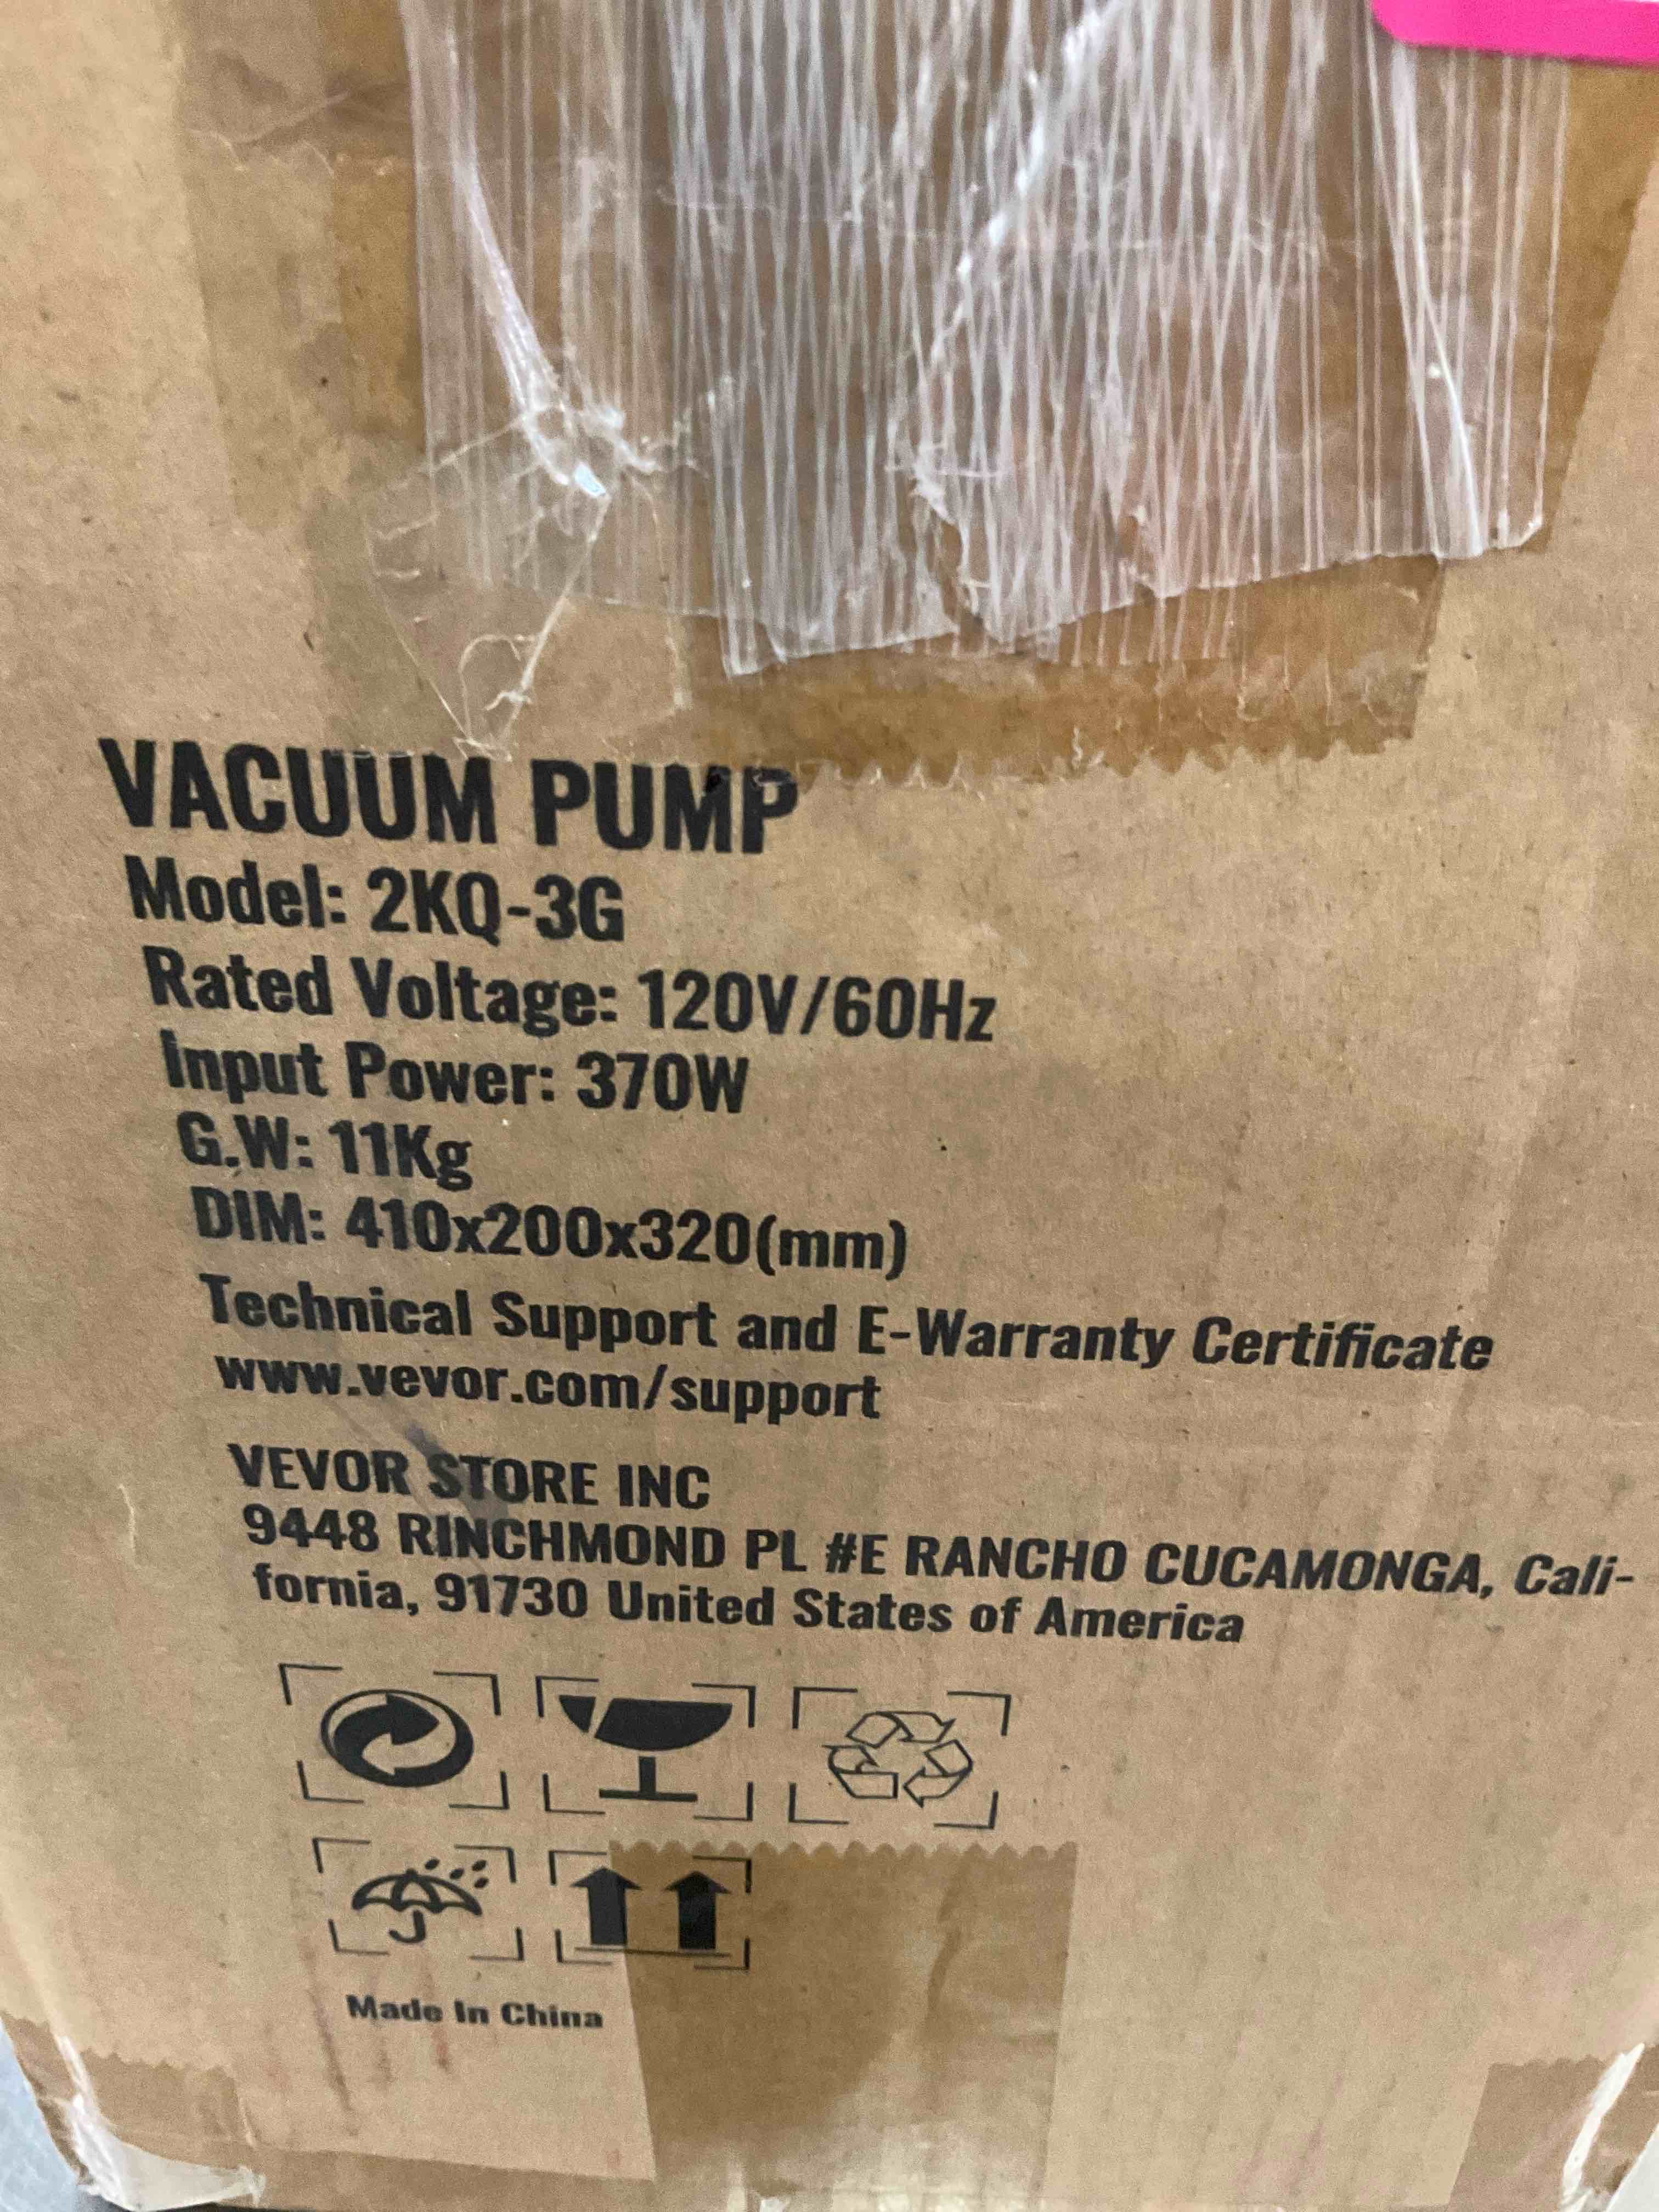 VACUUM PUMP
Model: 2KQ-3G
Rated Voltage: 120V/60Hz
Input Power: 370W
G.W: 11Kg
DIM: 410x200x320(mm)
Technical Support and E-Warranty Certificate
www.vevor.com/support
VEVOR STORE INC
9448 RINCHMOND PL #E RANCHO CUCAMONGA, Cali-
fornia, 91730 United States of America
Made In China